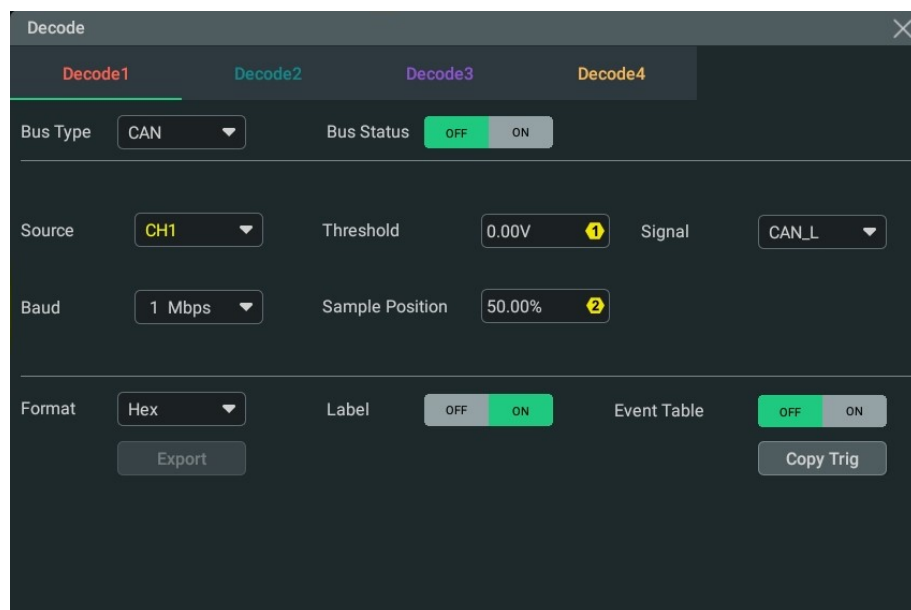 Decode
Decode1 Decode2 Decode3 Decode4
Bus Type CAN Bus Status OFF ON
Source CH1 Threshold 0.00V 1 Signal CAN_L
Baud 1 Mbps Sample Position 50.00% 2
Format Hex Label OFF ON Event Table OFF ON
Export Copy Trig